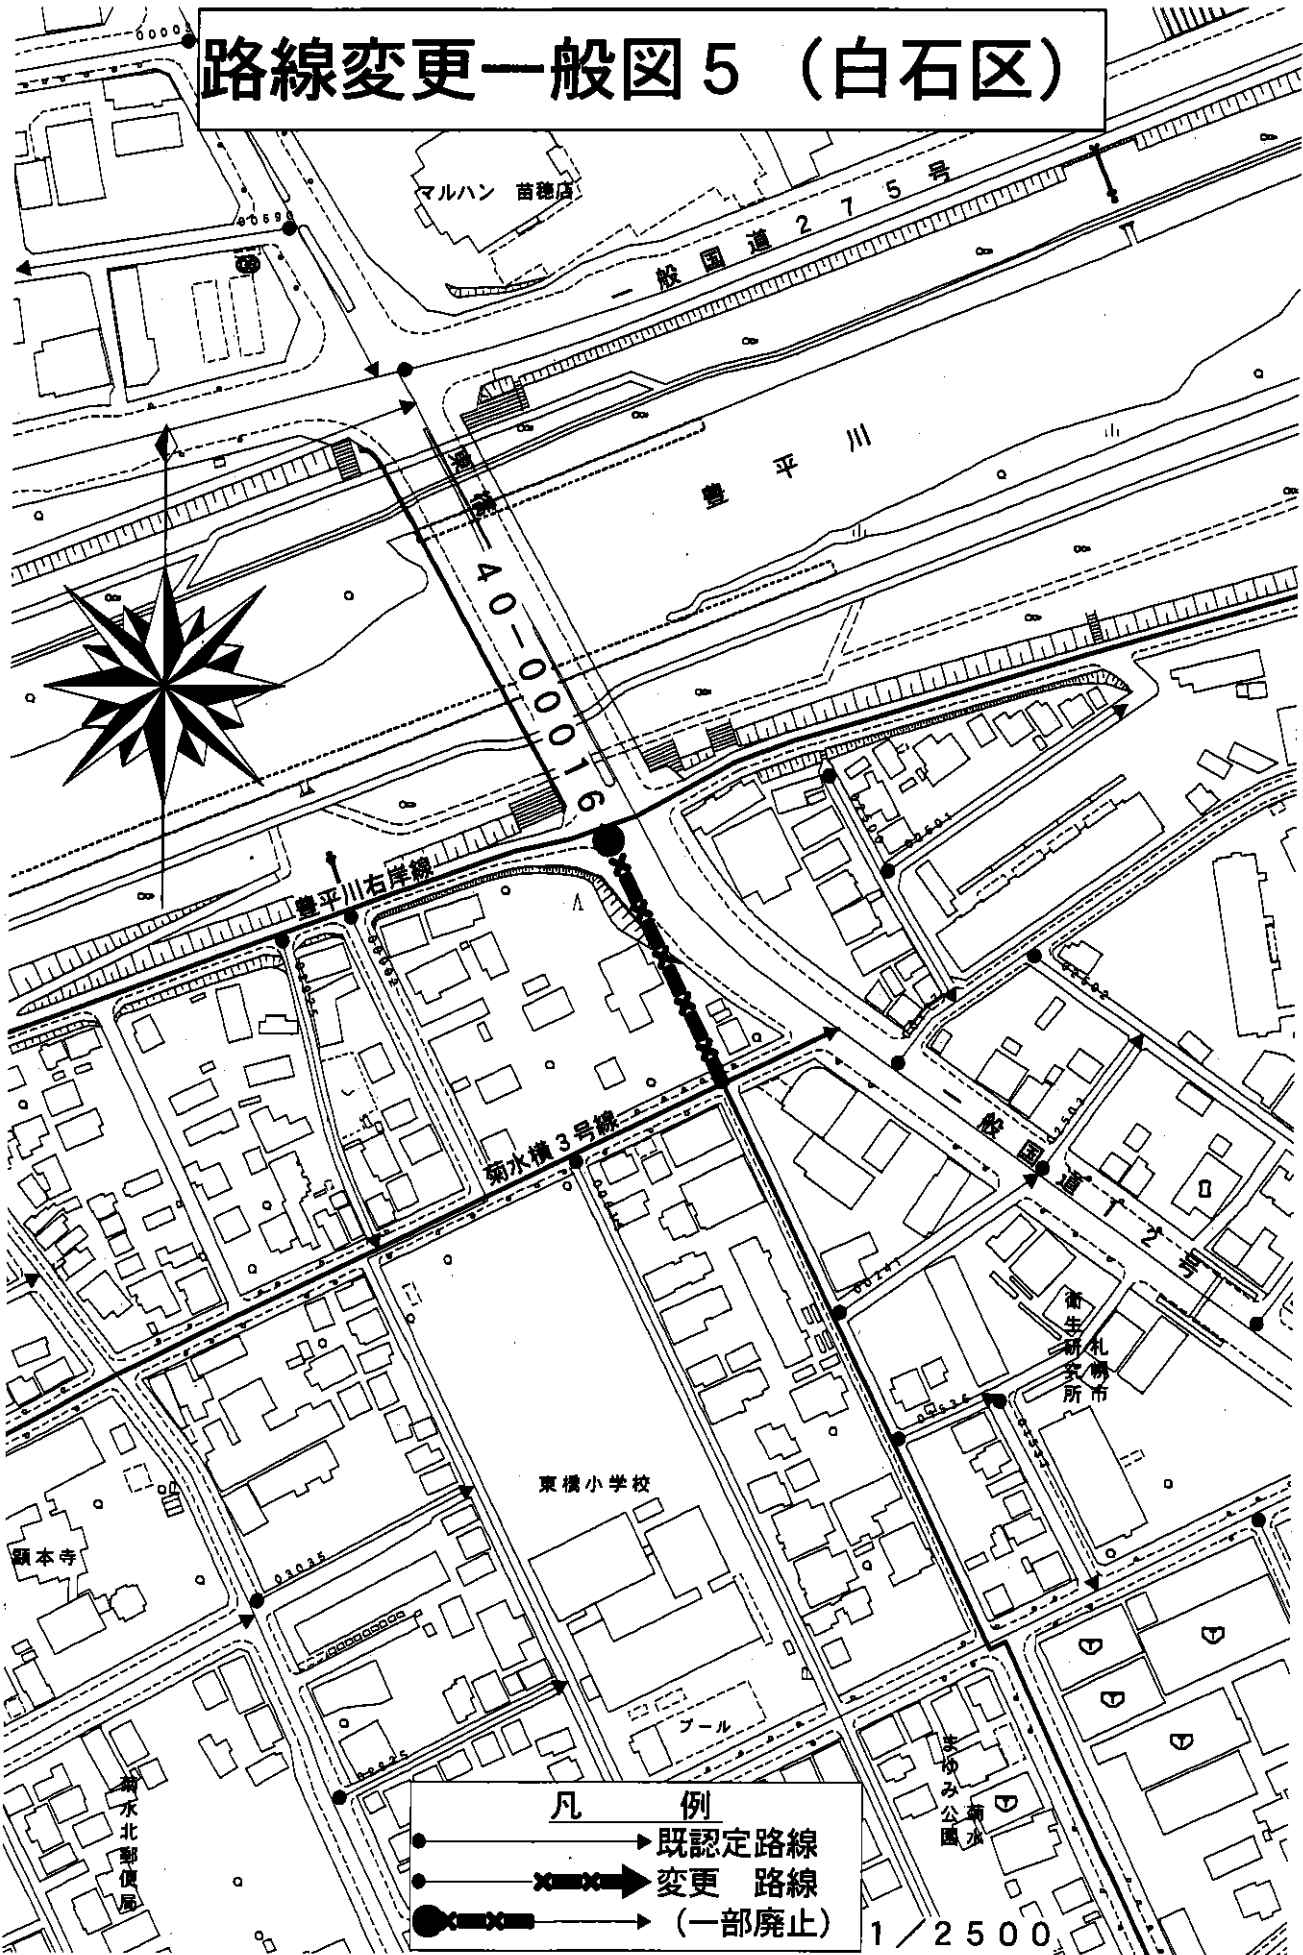 路線変更一般図５（白石区）
マルハン　苗穂店
一般国道２７５号
豊平川
東橋
４０－０００１６
豊平川右岸線
菊水横３号線
一般国道１２号
札幌市
衛生研究所
東橋小学校
願本寺
03035
プール
菊水
まゆみ公園
菊水北郵便局
凡　例
既認定路線
変更　路線
（一部廃止）
１／２５００